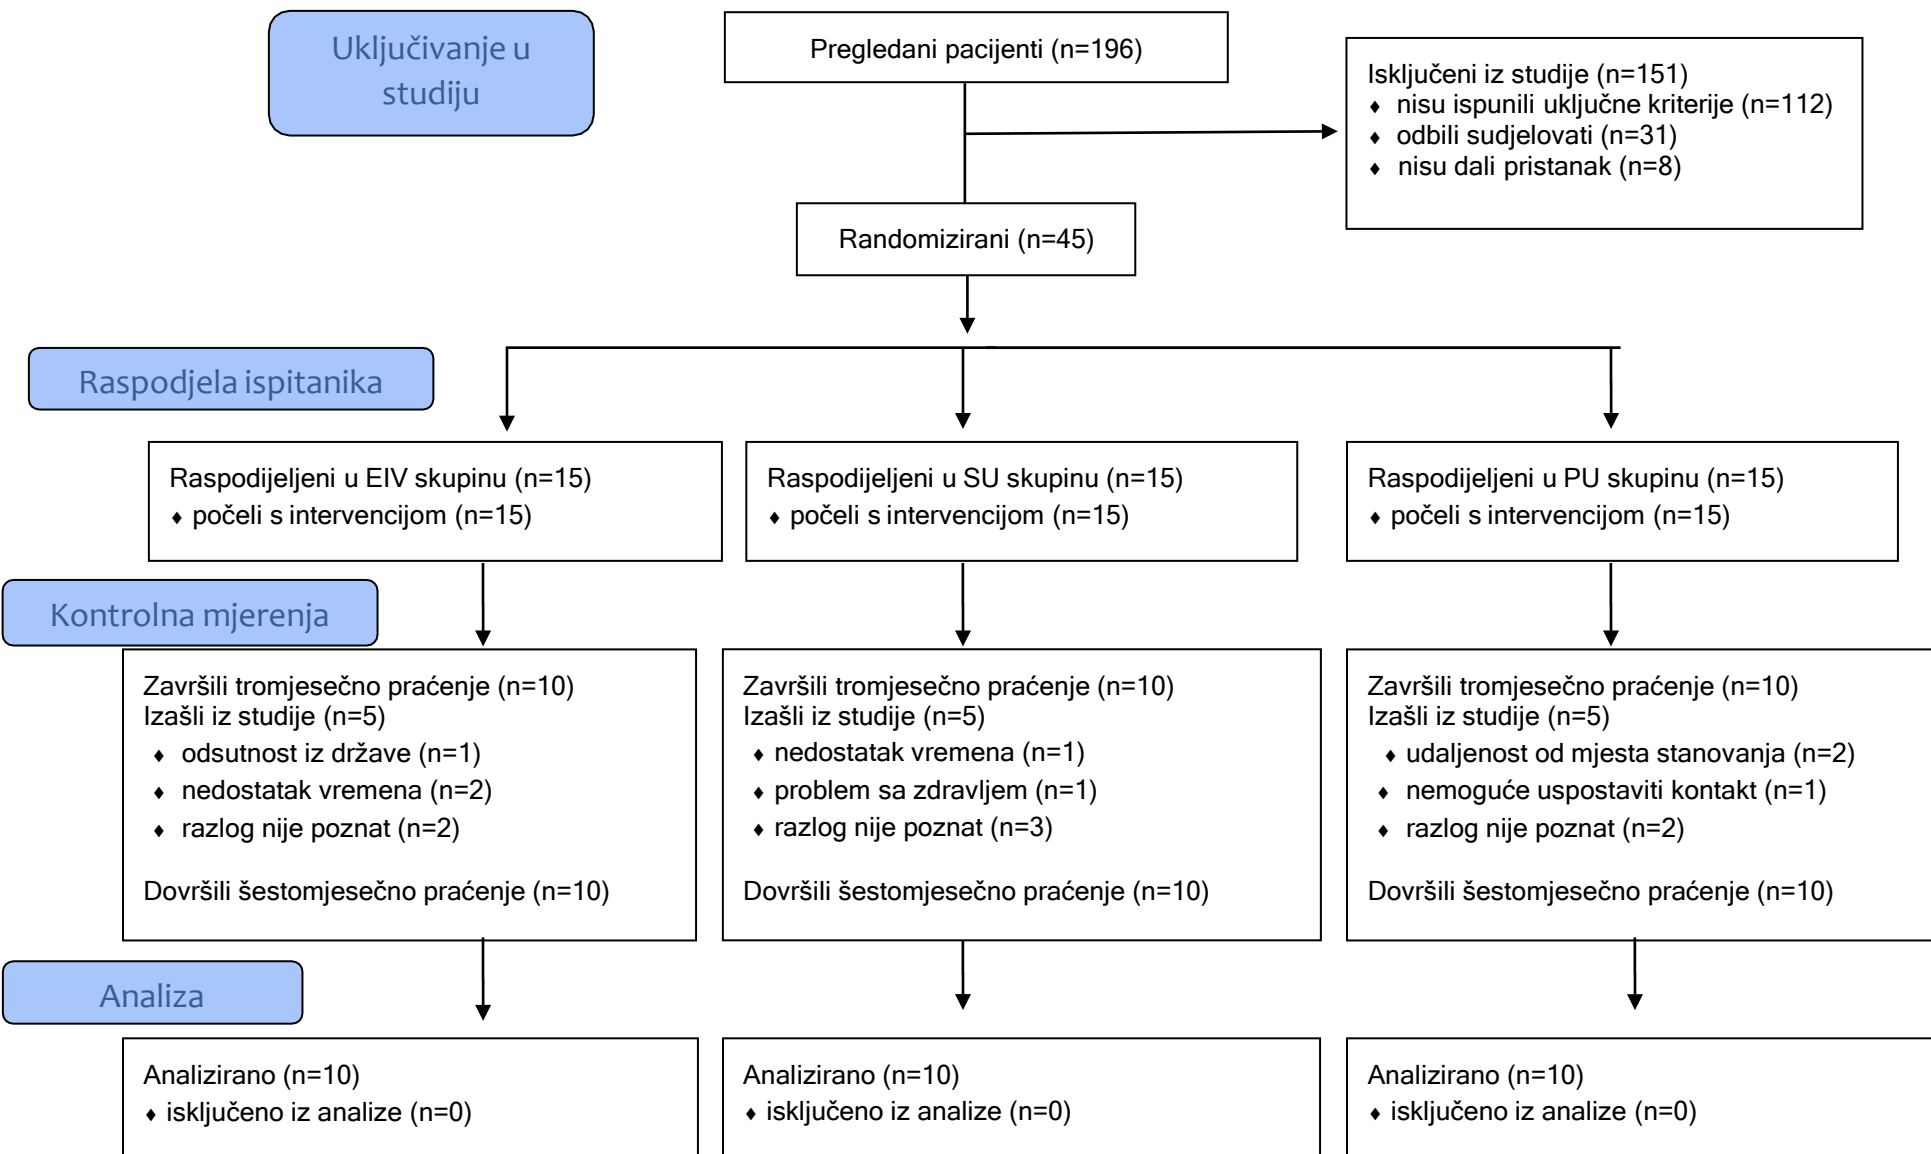 Uključivanje u
studiju
Pregledani pacijenti (n=196)
Isključeni iz studije (n=151)
♦ nisu ispunili uključne kriterije (n=112)
♦ odbili sudjelovati (n=31)
♦ nisu dali pristanak (n=8)
Randomizirani (n=45)
Raspodjela ispitanika
Raspodijeljeni u EIV skupinu (n=15)
♦ počeli s intervencijom (n=15)
Raspodijeljeni u SU skupinu (n=15)
♦ počeli s intervencijom (n=15)
Raspodijeljeni u PU skupinu (n=15)
♦ počeli s intervencijom (n=15)
Kontrolna mjerenja
Završili tromjesečno praćenje (n=10)
Izašli iz studije (n=5)
♦ odsutnost iz države (n=1)
♦ nedostatak vremena (n=2)
♦ razlog nije poznat (n=2)
Dovršili šestomjesečno praćenje (n=10)
Završili tromjesečno praćenje (n=10)
Izašli iz studije (n=5)
♦ nedostatak vremena (n=1)
♦ problem sa zdravljem (n=1)
♦ razlog nije poznat (n=3)
Dovršili šestomjesečno praćenje (n=10)
Završili tromjesečno praćenje (n=10)
Izašli iz studije (n=5)
♦ udaljenost od mjesta stanovanja (n=2)
♦ nemoguće uspostaviti kontakt (n=1)
♦ razlog nije poznat (n=2)
Dovršili šestomjesečno praćenje (n=10)
Analiza
Analizirano (n=10)
♦ isključeno iz analize (n=0)
Analizirano (n=10)
♦ isključeno iz analize (n=0)
Analizirano (n=10)
♦ isključeno iz analize (n=0)